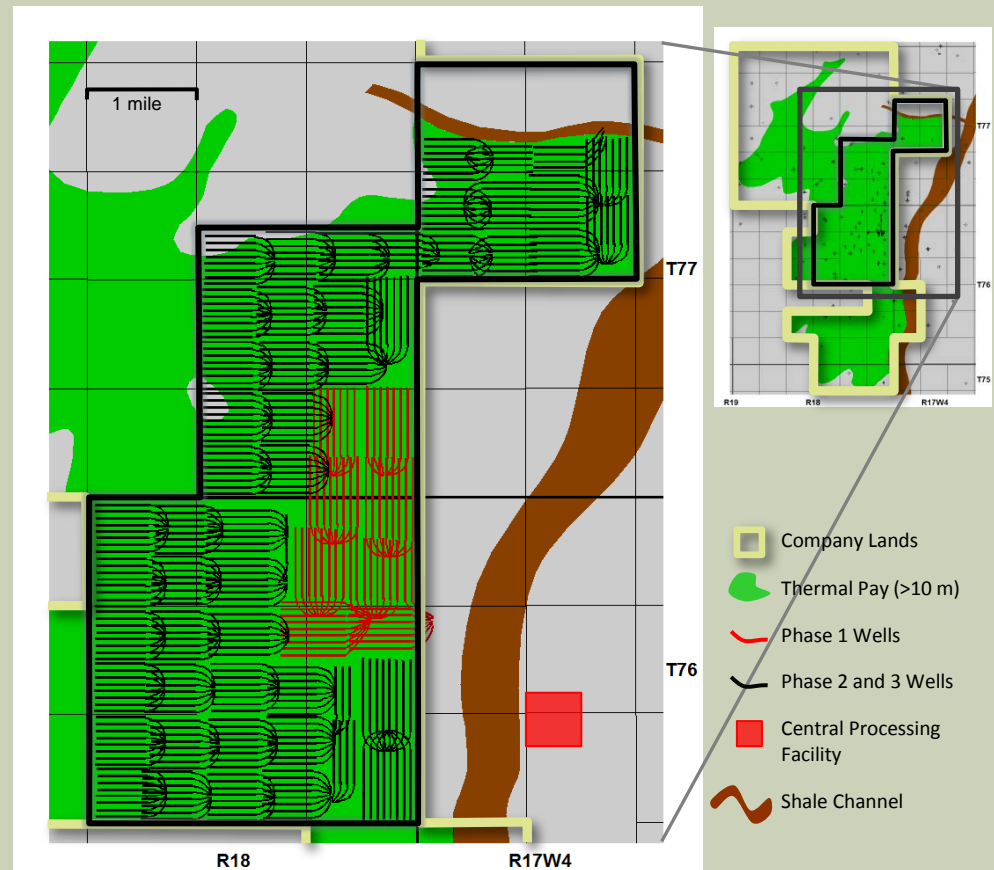 1 mile
T77
T76
R18
R17W4
T77
T76
T75
R19
R18
R17W4
Company Lands
Thermal Pay (>10 m)
Phase 1 Wells
Phase 2 and 3 Wells
Central Processing
Facility
Shale Channel